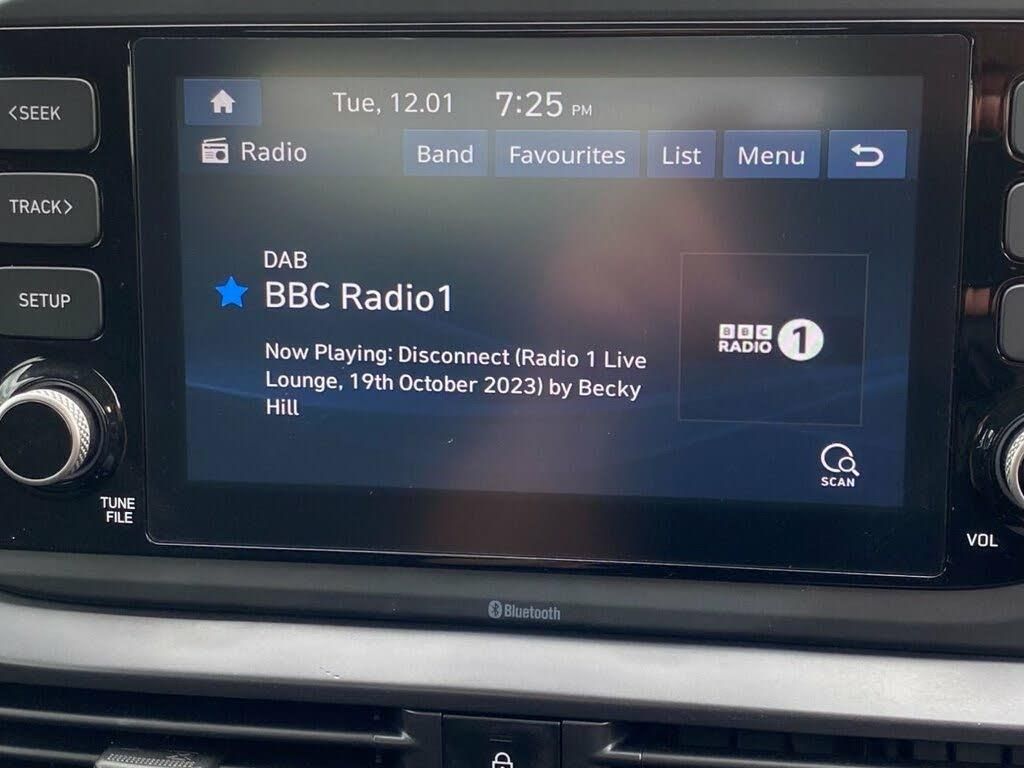 <SEEK
TRACK>
SETUP
TUNE
FILE
Tue, 12.01 7:25 PM
Radio Band Favourites List Menu
DAB
BBC Radio1
Now Playing: Disconnect (Radio 1 Live
Lounge, 19th October 2023) by Becky
Hill
BBC
RADIO 1
SCAN
VOL
Bluetooth